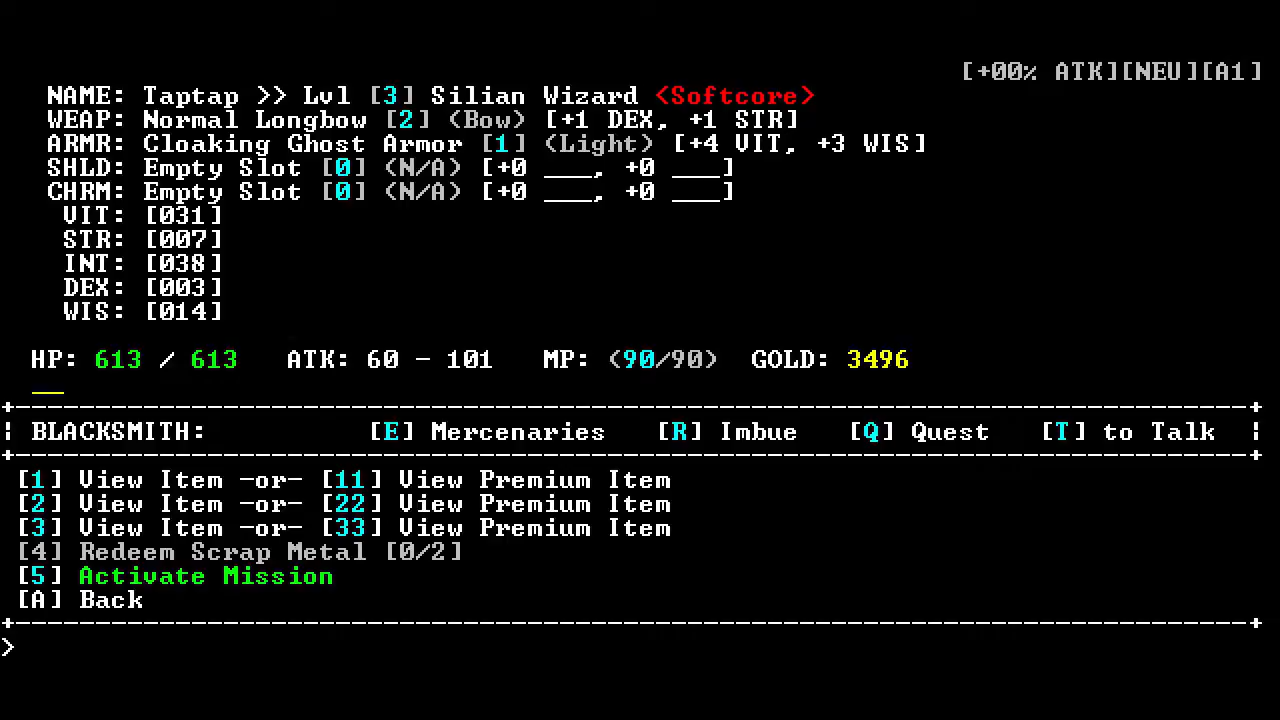 [+00% ATK][NEU][A1]
NAME: Taptap >> Lvl [3] Silian Wizard <Softcore>
WEAP: Normal Longbow [2] (Bow) [+1 DEX, +1 STR]
ARMR: Cloaking Ghost Armor [1] (Light) [+4 VIT, +3 WIS]
SHLD: Empty Slot [0] (N/A) [+0 ___, +0 ___]
CHRM: Empty Slot [0] (N/A) [+0 ___, +0 ___]
VIT: [031]
STR: [007]
INT: [038]
DEX: [003]
WIS: [014]
HP: 613 / 613 ATK: 60 - 101 MP: (90/90) GOLD: 3496
BLACKSMITH: [E] Mercenaries [R] Imbue [Q] Quest [T] to Talk
[1] View Item -or- [11] View Premium Item
[2] View Item -or- [22] View Premium Item
[3] View Item -or- [33] View Premium Item
[4] Redeem Scrap Metal [0/2]
[5] Activate Mission
[A] Back
>